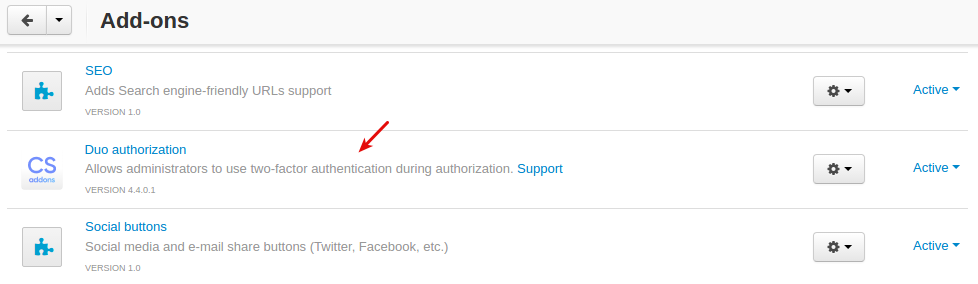 Add-ons
SEO
Adds Search engine-friendly URLs support
VERSION 1.0
Active
CS
addons
Duo authorization
Allows administrators to use two-factor authentication during authorization. Support
VERSION 4.4.0.1
Active
Social buttons
Social media and e-mail share buttons (Twitter, Facebook, etc.)
VERSION 1.0
Active